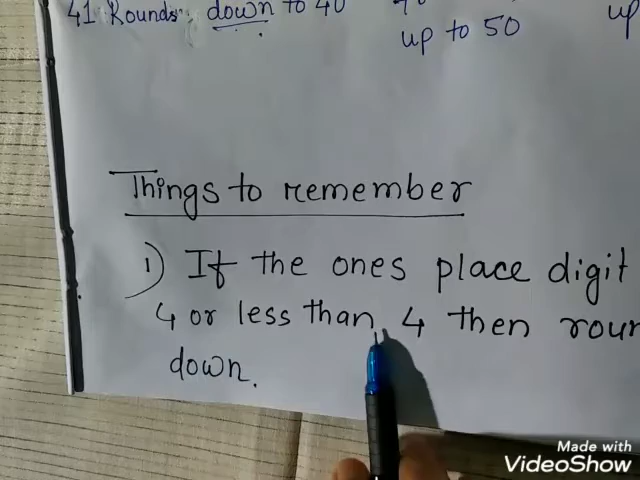 41 Rounds down to 40
up to 50
up
Things to remember
1) If the ones place digit
4 or less than 4 then roun
down.
Made with
VideoShow